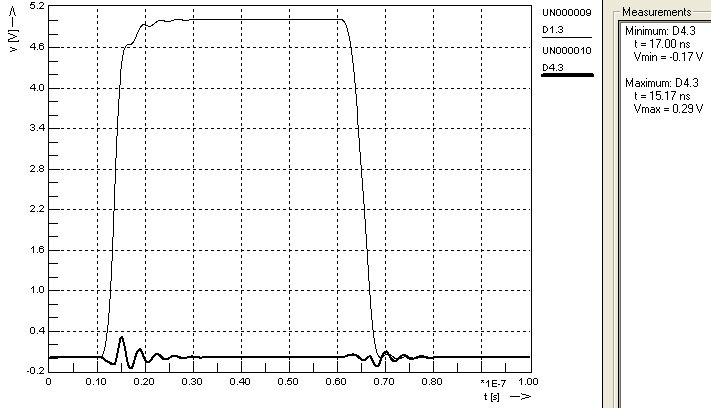 5.2
v [V] -->
4.6
4.0
3.4
2.8
2.2
1.6
1.0
0.4
-0.2
0
0.10
0.20
0.30
0.40
0.50
0.60
0.70
0.80
*1E-7
1.00
t [s] -->
UN000009
D1.3
UN000010
D4.3
Measurements
Minimum: D4.3
t = 17.00 ns
Vmin = -0.17 V
Maximum: D4.3
t = 15.17 ns
Vmax = 0.29 V